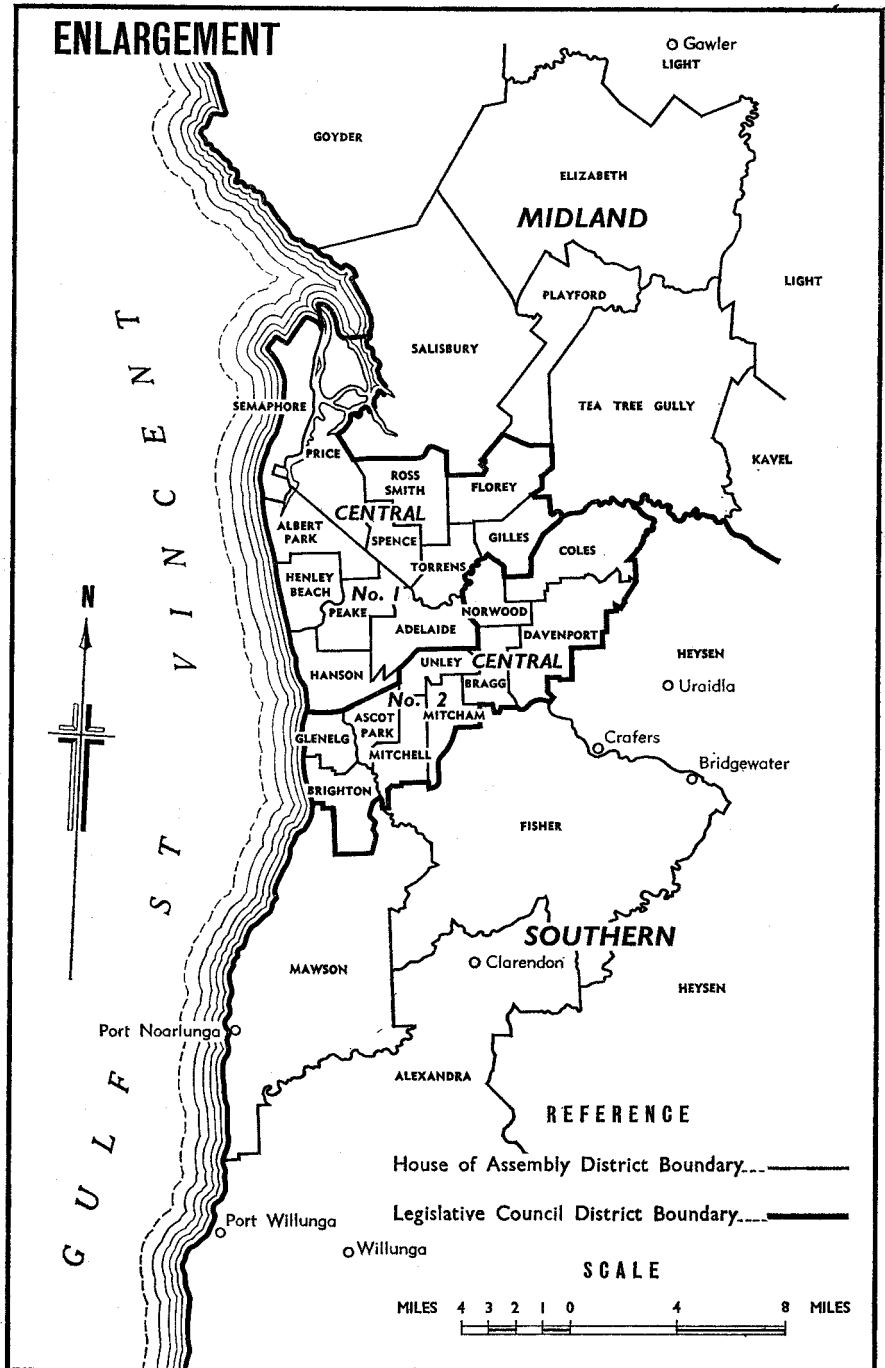 ENLARGEMENT
Gawler
LIGHT
GOYDER
ELIZABETH
MIDLAND
PLAYFORD
LIGHT
SALISBURY
SEMAPHORE
TEA TREE GULLY
PRICE
KAVEL
ROSS
SMITH
FLOREY
CENTRAL
ALBERT
PARK
SPENCE
GILLES
COLES
TORRENS
HENLEY
BEACH
No. 1
PEAKE
NORWOOD
ADELAIDE
DAVENPORT
HEYSEN
UNLEY
CENTRAL
HANSON
BRAGG
Uraidla
No. 2
ASCOT
PARK
MITCHAM
GLENELG
MITCHELL
Crafers
Bridgewater
BRIGHTON
FISHER
N
GULF ST VINCENT
SOUTHERN
Clarendon
MAWSON
HEYSEN
Port Noarlunga
ALEXANDRA
REFERENCE
House of Assembly District Boundary
Legislative Council District Boundary
Port Willunga
Willunga
SCALE
MILES 4 3 2 1 0 4 8 MILES